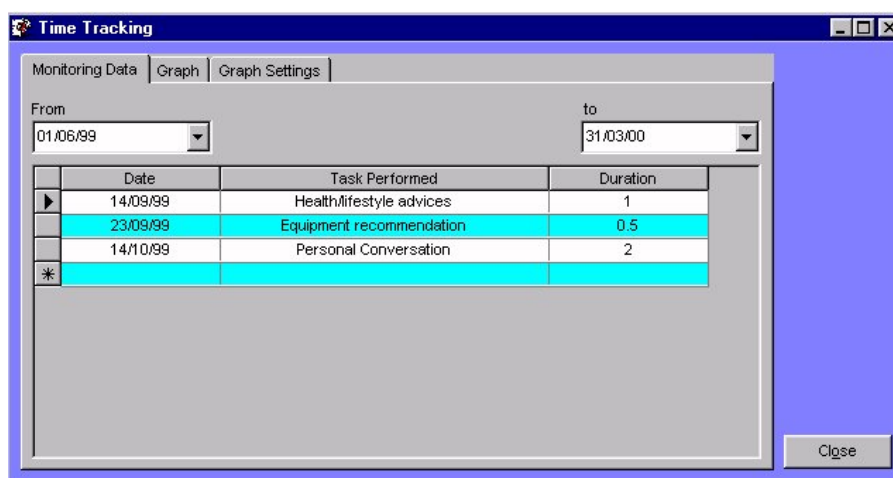 Time Tracking
Monitoring Data Graph Graph Settings
From to
01/06/99 31/03/00
Date Task Performed Duration
14/09/99 Health/lifestyle advices 1
23/09/99 Equipment recommendation 0.5
14/10/99 Personal Conversation 2
Close